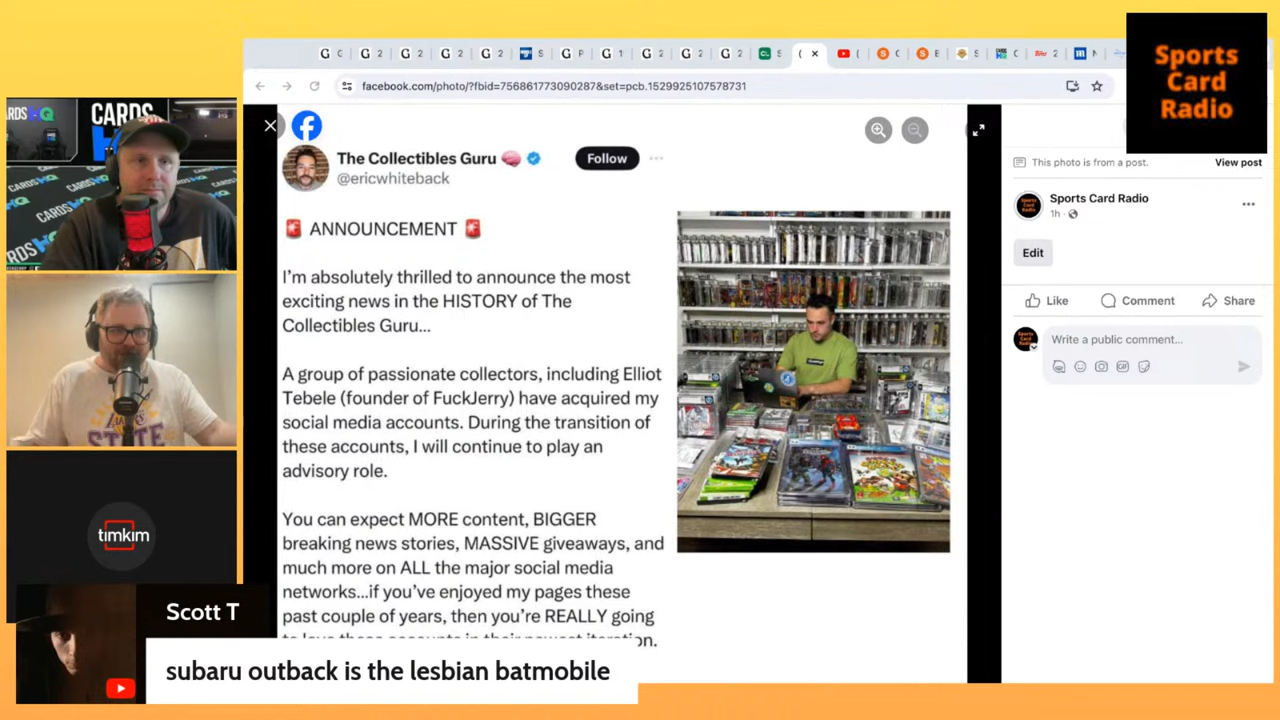 facebook.com/photo/?fbid=756861773090287&set=pcb.1529925107578731
Sports
Card
Radio
CARDS
HQ
The Collectibles Guru
@ericwhiteback
Follow
ANNOUNCEMENT
I'm absolutely thrilled to announce the most
exciting news in the HISTORY of The
Collectibles Guru...
A group of passionate collectors, including Elliot
Tebele (founder of FuckJerry) have acquired my
social media accounts. During the transition of
these accounts, I will continue to play an
advisory role.
You can expect MORE content, BIGGER
breaking news stories, MASSIVE giveaways, and
much more on ALL the major social media
networks...if you've enjoyed my pages these
past couple of years, then you're REALLY going
This photo is from a post.
View post
Sports Card Radio
1h
Edit
Like
Comment
Share
Write a public comment...
STATE
timkim
Scott T
subaru outback is the lesbian batmobile